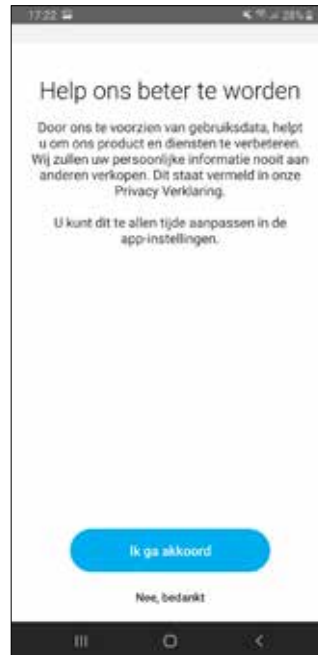 17:22
28%
Help ons beter te worden
Door ons te voorzien van gebruiksdata, helpt
u om ons product en diensten te verbeteren.
Wij zullen uw persoonlijke informatie nooit aan
anderen verkopen. Dit staat vermeld in onze
Privacy Verklaring.
U kunt dit te allen tijde aanpassen in de
app-instellingen.
Ik ga akkoord
Nee, bedankt